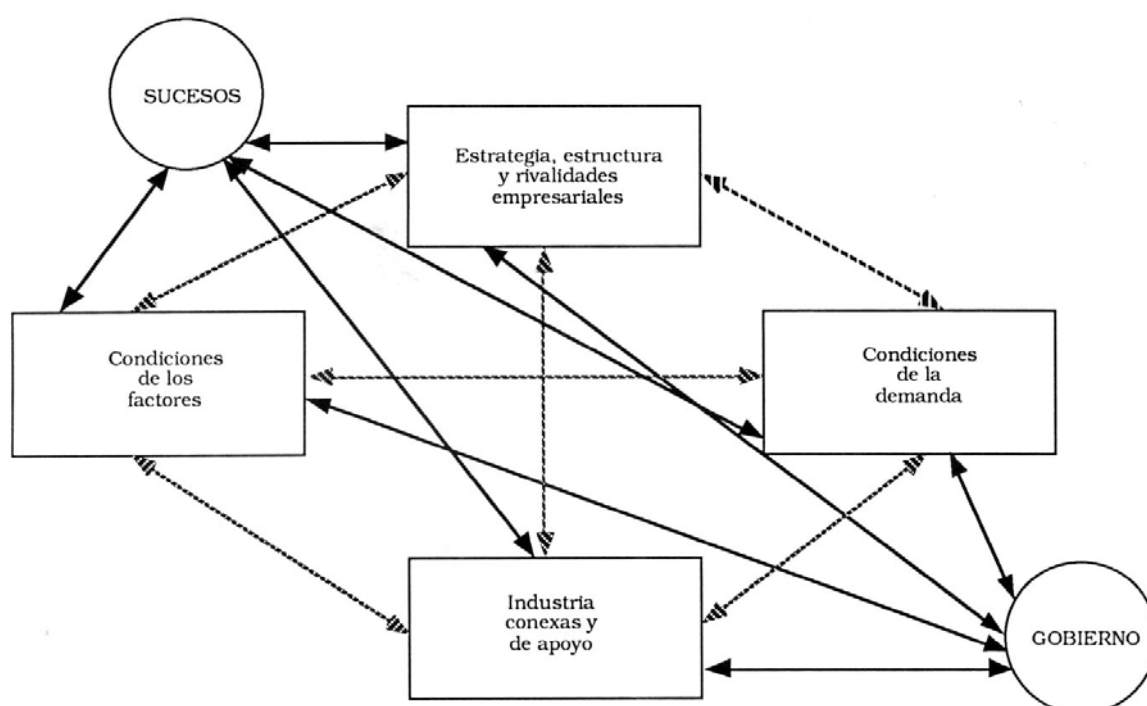 SUCESOS
Estrategia, estructura
y rivalidades
empresariales
Condiciones
de los
factores
Condiciones
de la
demanda
Industria
conexas y
de apoyo
GOBIERNO